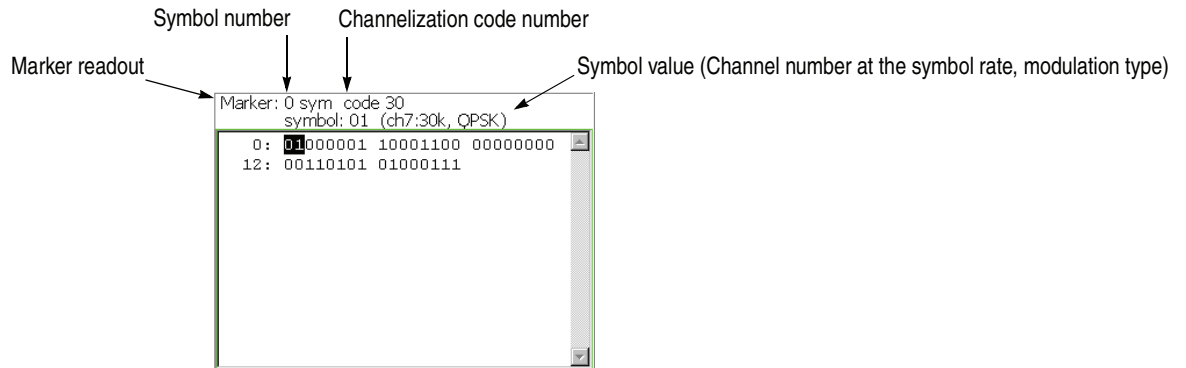 Symbol number
Channelization code number
Marker readout
Symbol value (Channel number at the symbol rate, modulation type)
Marker: 0 sym code 30
symbol: 01 (ch7:30k, QPSK)
0: 01000001 10001100 00000000
12: 00110101 01000111